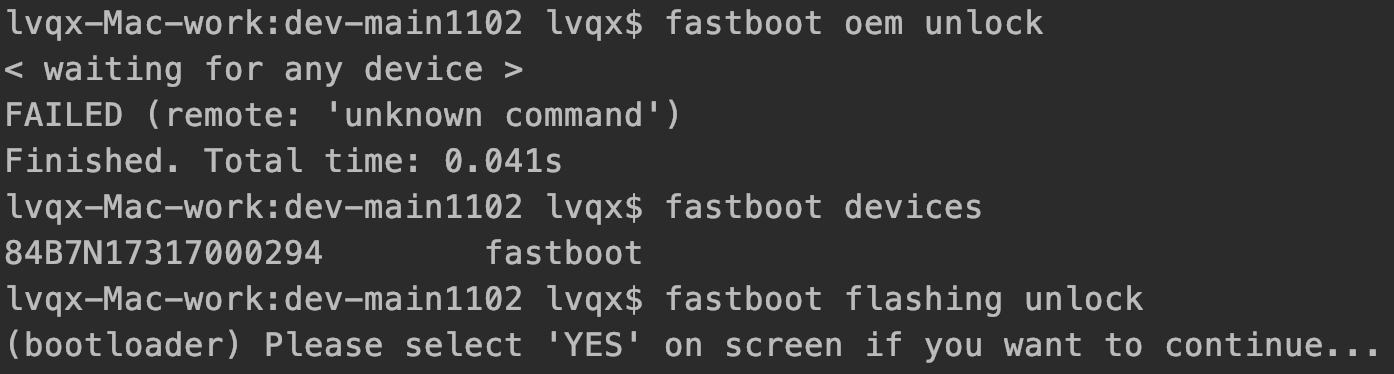 lvqx-Mac-work:dev-main1102 lvqx$ fastboot oem unlock
< waiting for any device >
FAILED (remote: 'unknown command')
Finished. Total time: 0.041s
lvqx-Mac-work:dev-main1102 lvqx$ fastboot devices
84B7N17317000294        fastboot
lvqx-Mac-work:dev-main1102 lvqx$ fastboot flashing unlock
(bootloader) Please select 'YES' on screen if you want to continue...